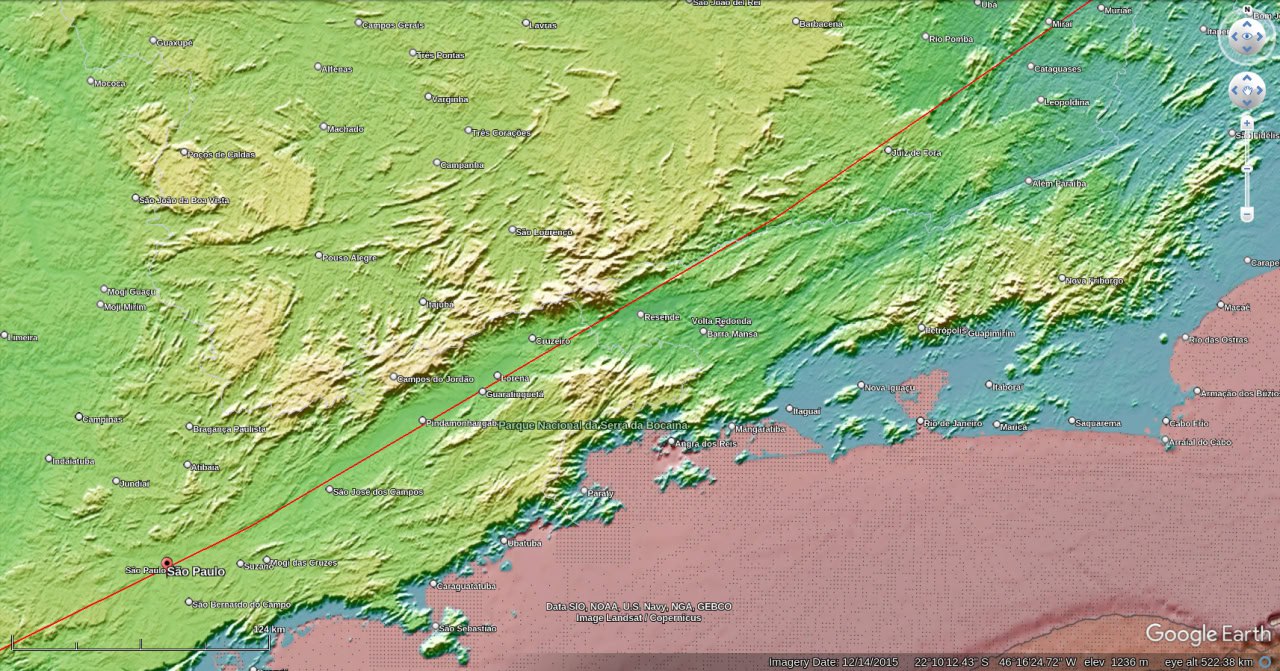 São João del Rei
Ubá
Muriaé
Campos Gerais
Lavras
Barbacena
Miraí
N
Guaxupé
Rio Pomba
Três Pontas
Alfenas
Cataguases
Mococa
Varginha
Leopoldina
Machado
Três Corações
Poços de Caldas
Juiz de Fora
Campanha
Além Paraíba
São João da Boa Vista
São Lourenço
Pouso Alegre
Nova Friburgo
Mogi Guaçu
Moji-Mirim
Itajubá
Macaé
Resende
Volta Redonda
Limeira
Cruzeiro
Barra Mansa
Petrópolis
Guapimirim
Rio das Ostras
Campos do Jordão
Lorena
Nova Iguaçu
Itaboraí
Guaratinguetá
Armação dos Búzios
Campinas
Itaguaí
Bragança Paulista
Pindamonhangaba
Parque Nacional da Serra da Bocaina
Mangaratiba
Rio de Janeiro
Maricá
Saquarema
Cabo Frio
Angra dos Reis
Arraial do Cabo
Indaiatuba
Atibaia
Jundiaí
São José dos Campos
Paraty
Ubatuba
São Paulo
São Paulo
Suzano
Mogi das Cruzes
Caraguatatuba
São Bernardo do Campo
Data SIO, NOAA, U.S. Navy, NGA, GEBCO
Image Landsat / Copernicus
124 km
São Sebastião
Google Earth
Imagery Date: 12/14/2015 22°10'12.43" S 46°16'24.72" W elev 1236 m eye alt 522.38 km